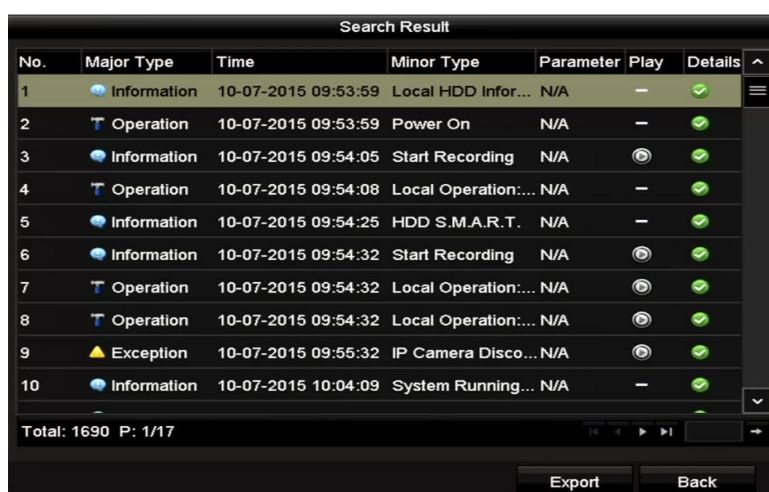 Search Result
No. Major Type Time Minor Type Parameter Play Details
1 Information 10-07-2015 09:53:59 Local HDD Infor... N/A –
2 Operation 10-07-2015 09:53:59 Power On N/A –
3 Information 10-07-2015 09:54:05 Start Recording N/A
4 Operation 10-07-2015 09:54:08 Local Operation:... N/A –
5 Information 10-07-2015 09:54:25 HDD S.M.A.R.T. N/A –
6 Information 10-07-2015 09:54:32 Start Recording N/A
7 Operation 10-07-2015 09:54:32 Local Operation:... N/A
8 Operation 10-07-2015 09:54:32 Local Operation:... N/A
9 Exception 10-07-2015 09:55:32 IP Camera Disco... N/A
10 Information 10-07-2015 10:04:09 System Running... N/A –
Total: 1690 P: 1/17
Export Back